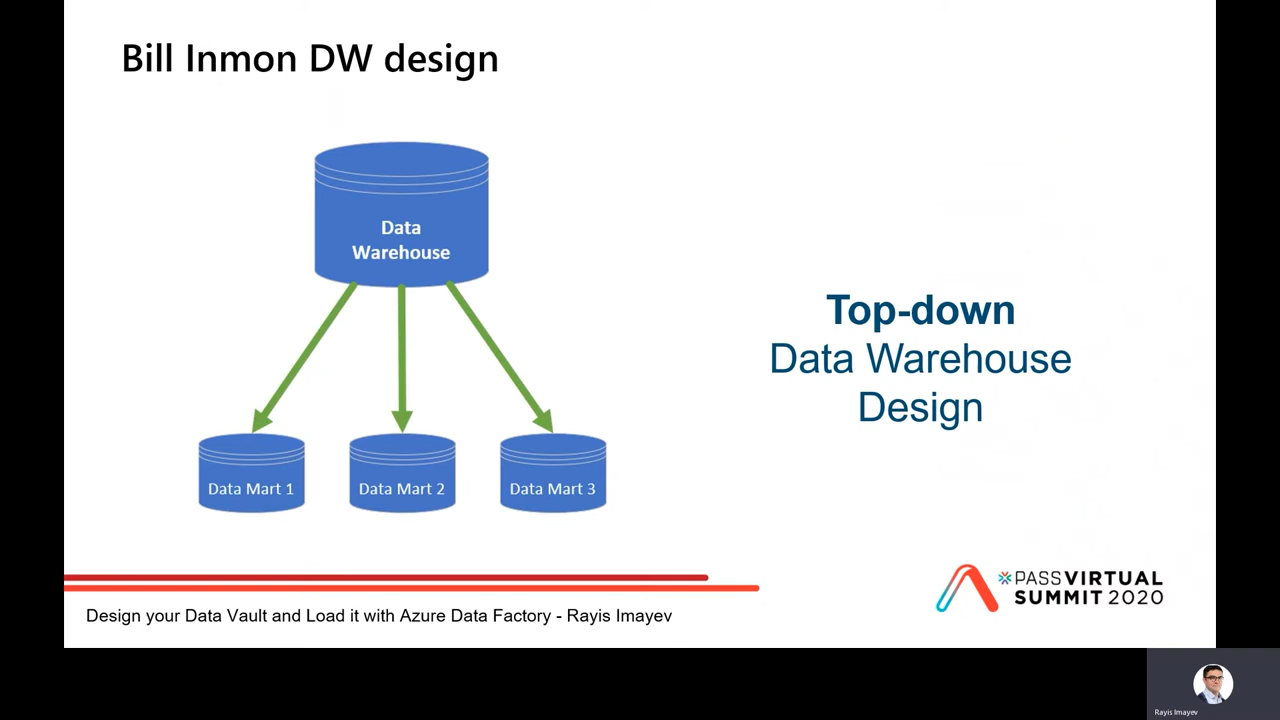 Bill Inmon DW design
Data
Warehouse
Top-down
Data Warehouse
Design
Data Mart 1
Data Mart 2
Data Mart 3
PASS VIRTUAL
SUMMIT 2020
Design your Data Vault and Load it with Azure Data Factory - Rayis Imayev
Rayis Imayev